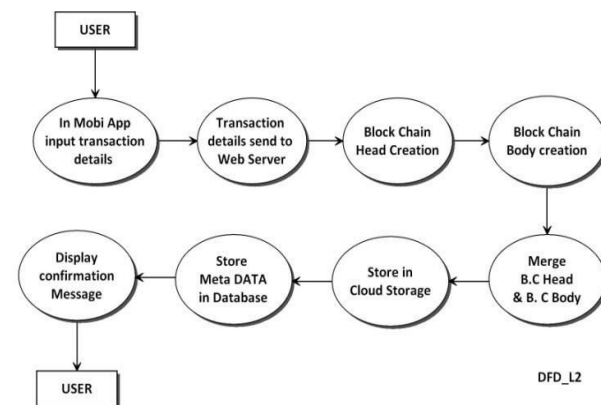 USER
In Mobi App
input transaction
details
Transaction
details send to
Web Server
Block Chain
Head Creation
Block Chain
Body creation
Merge
B.C Head
& B. C Body
Store in
Cloud Storage
Store
Meta DATA
in Database
Display
confirmation
Message
USER
DFD_L2